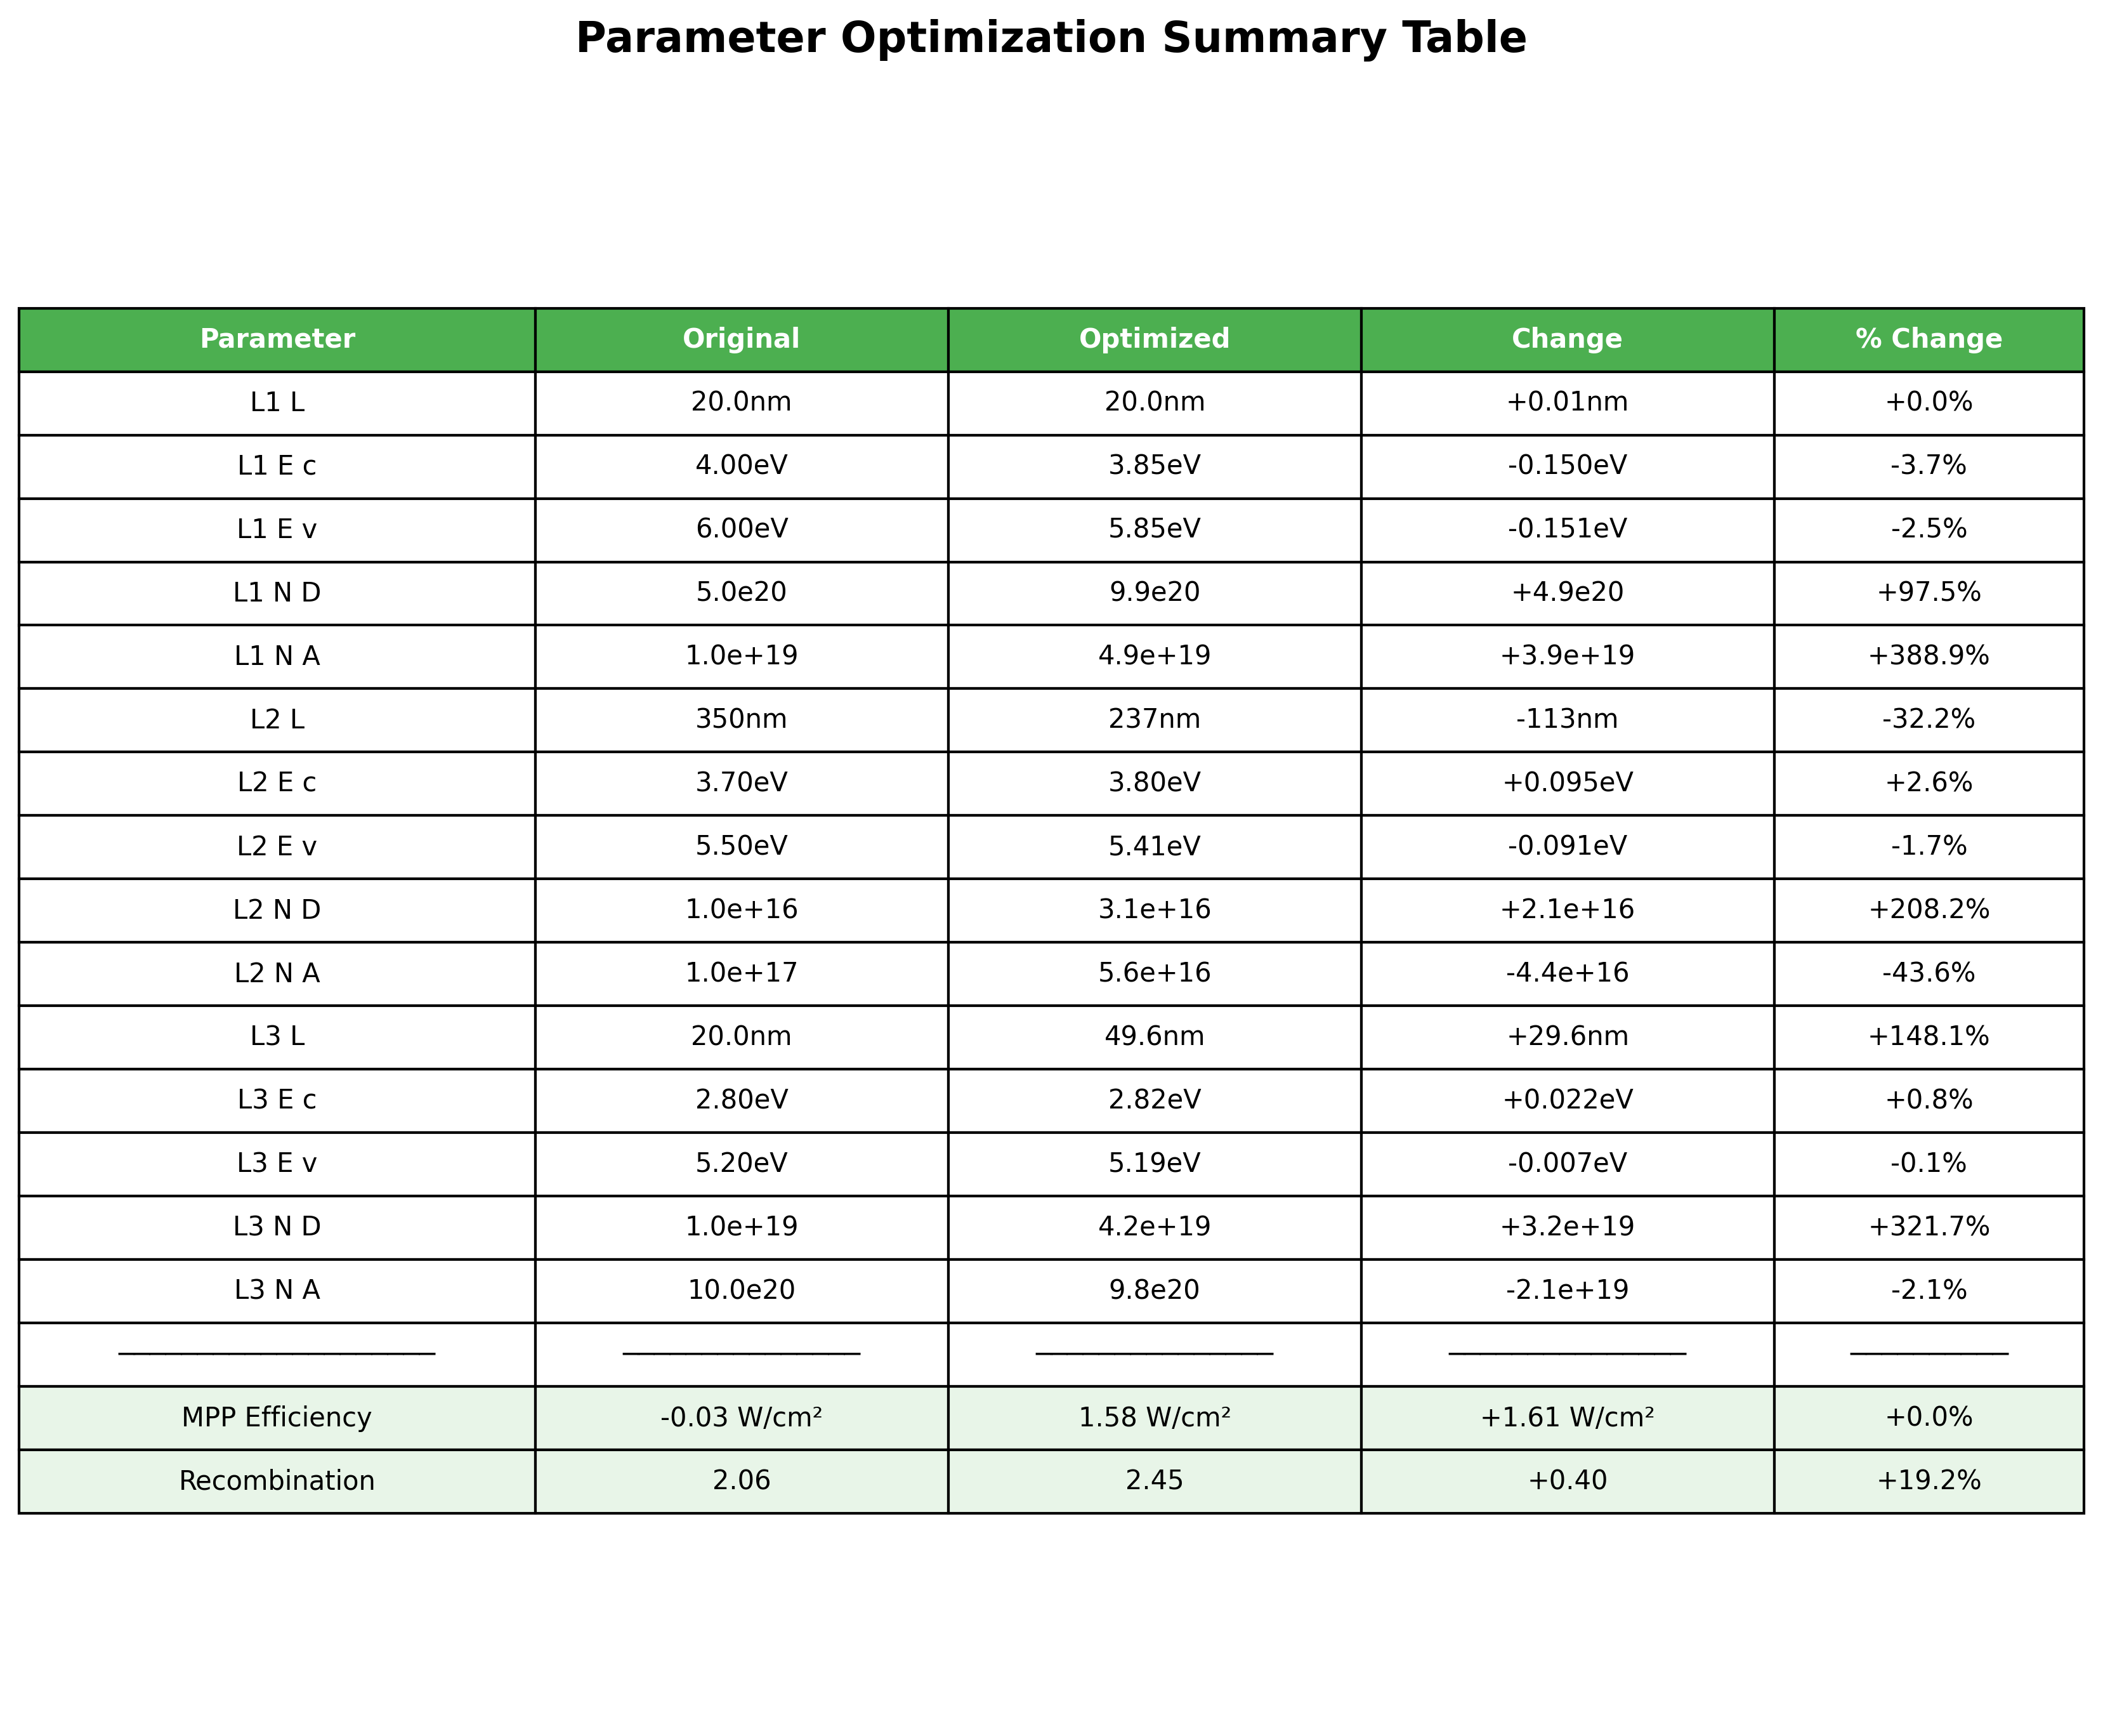 Parameter Optimization Summary Table
Parameter Original Optimized Change % Change
L1 L 20.0nm 20.0nm +0.01nm +0.0%
L1 E c 4.00eV 3.85eV -0.150eV -3.7%
L1 E v 6.00eV 5.85eV -0.151eV -2.5%
L1 N D 5.0e20 9.9e20 +4.9e20 +97.5%
L1 N A 1.0e+19 4.9e+19 +3.9e+19 +388.9%
L2 L 350nm 237nm -113nm -32.2%
L2 E c 3.70eV 3.80eV +0.095eV +2.6%
L2 E v 5.50eV 5.41eV -0.091eV -1.7%
L2 N D 1.0e+16 3.1e+16 +2.1e+16 +208.2%
L2 N A 1.0e+17 5.6e+16 -4.4e+16 -43.6%
L3 L 20.0nm 49.6nm +29.6nm +148.1%
L3 E c 2.80eV 2.82eV +0.022eV +0.8%
L3 E v 5.20eV 5.19eV -0.007eV -0.1%
L3 N D 1.0e+19 4.2e+19 +3.2e+19 +321.7%
L3 N A 10.0e20 9.8e20 -2.1e+19 -2.1%
MPP Efficiency -0.03 W/cm² 1.58 W/cm² +1.61 W/cm² +0.0%
Recombination 2.06 2.45 +0.40 +19.2%